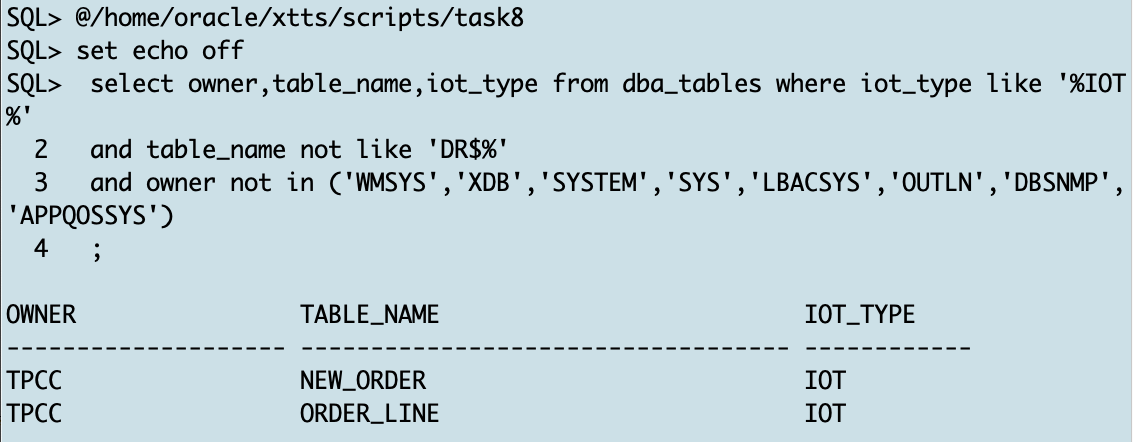 SQL> @/home/oracle/xtts/scripts/task8
SQL> set echo off
SQL>  select owner,table_name,iot_type from dba_tables where iot_type like '%IOT
%'
  2   and table_name not like 'DR$%'
  3   and owner not in ('WMSYS','XDB','SYSTEM','SYS','LBACSYS','OUTLN','DBSNMP',
'APPQOSSYS')
  4   ;
OWNER                TABLE_NAME                          IOT_TYPE
-------------------- ----------------------------------- ------------
TPCC                 NEW_ORDER                           IOT
TPCC                 ORDER_LINE                          IOT